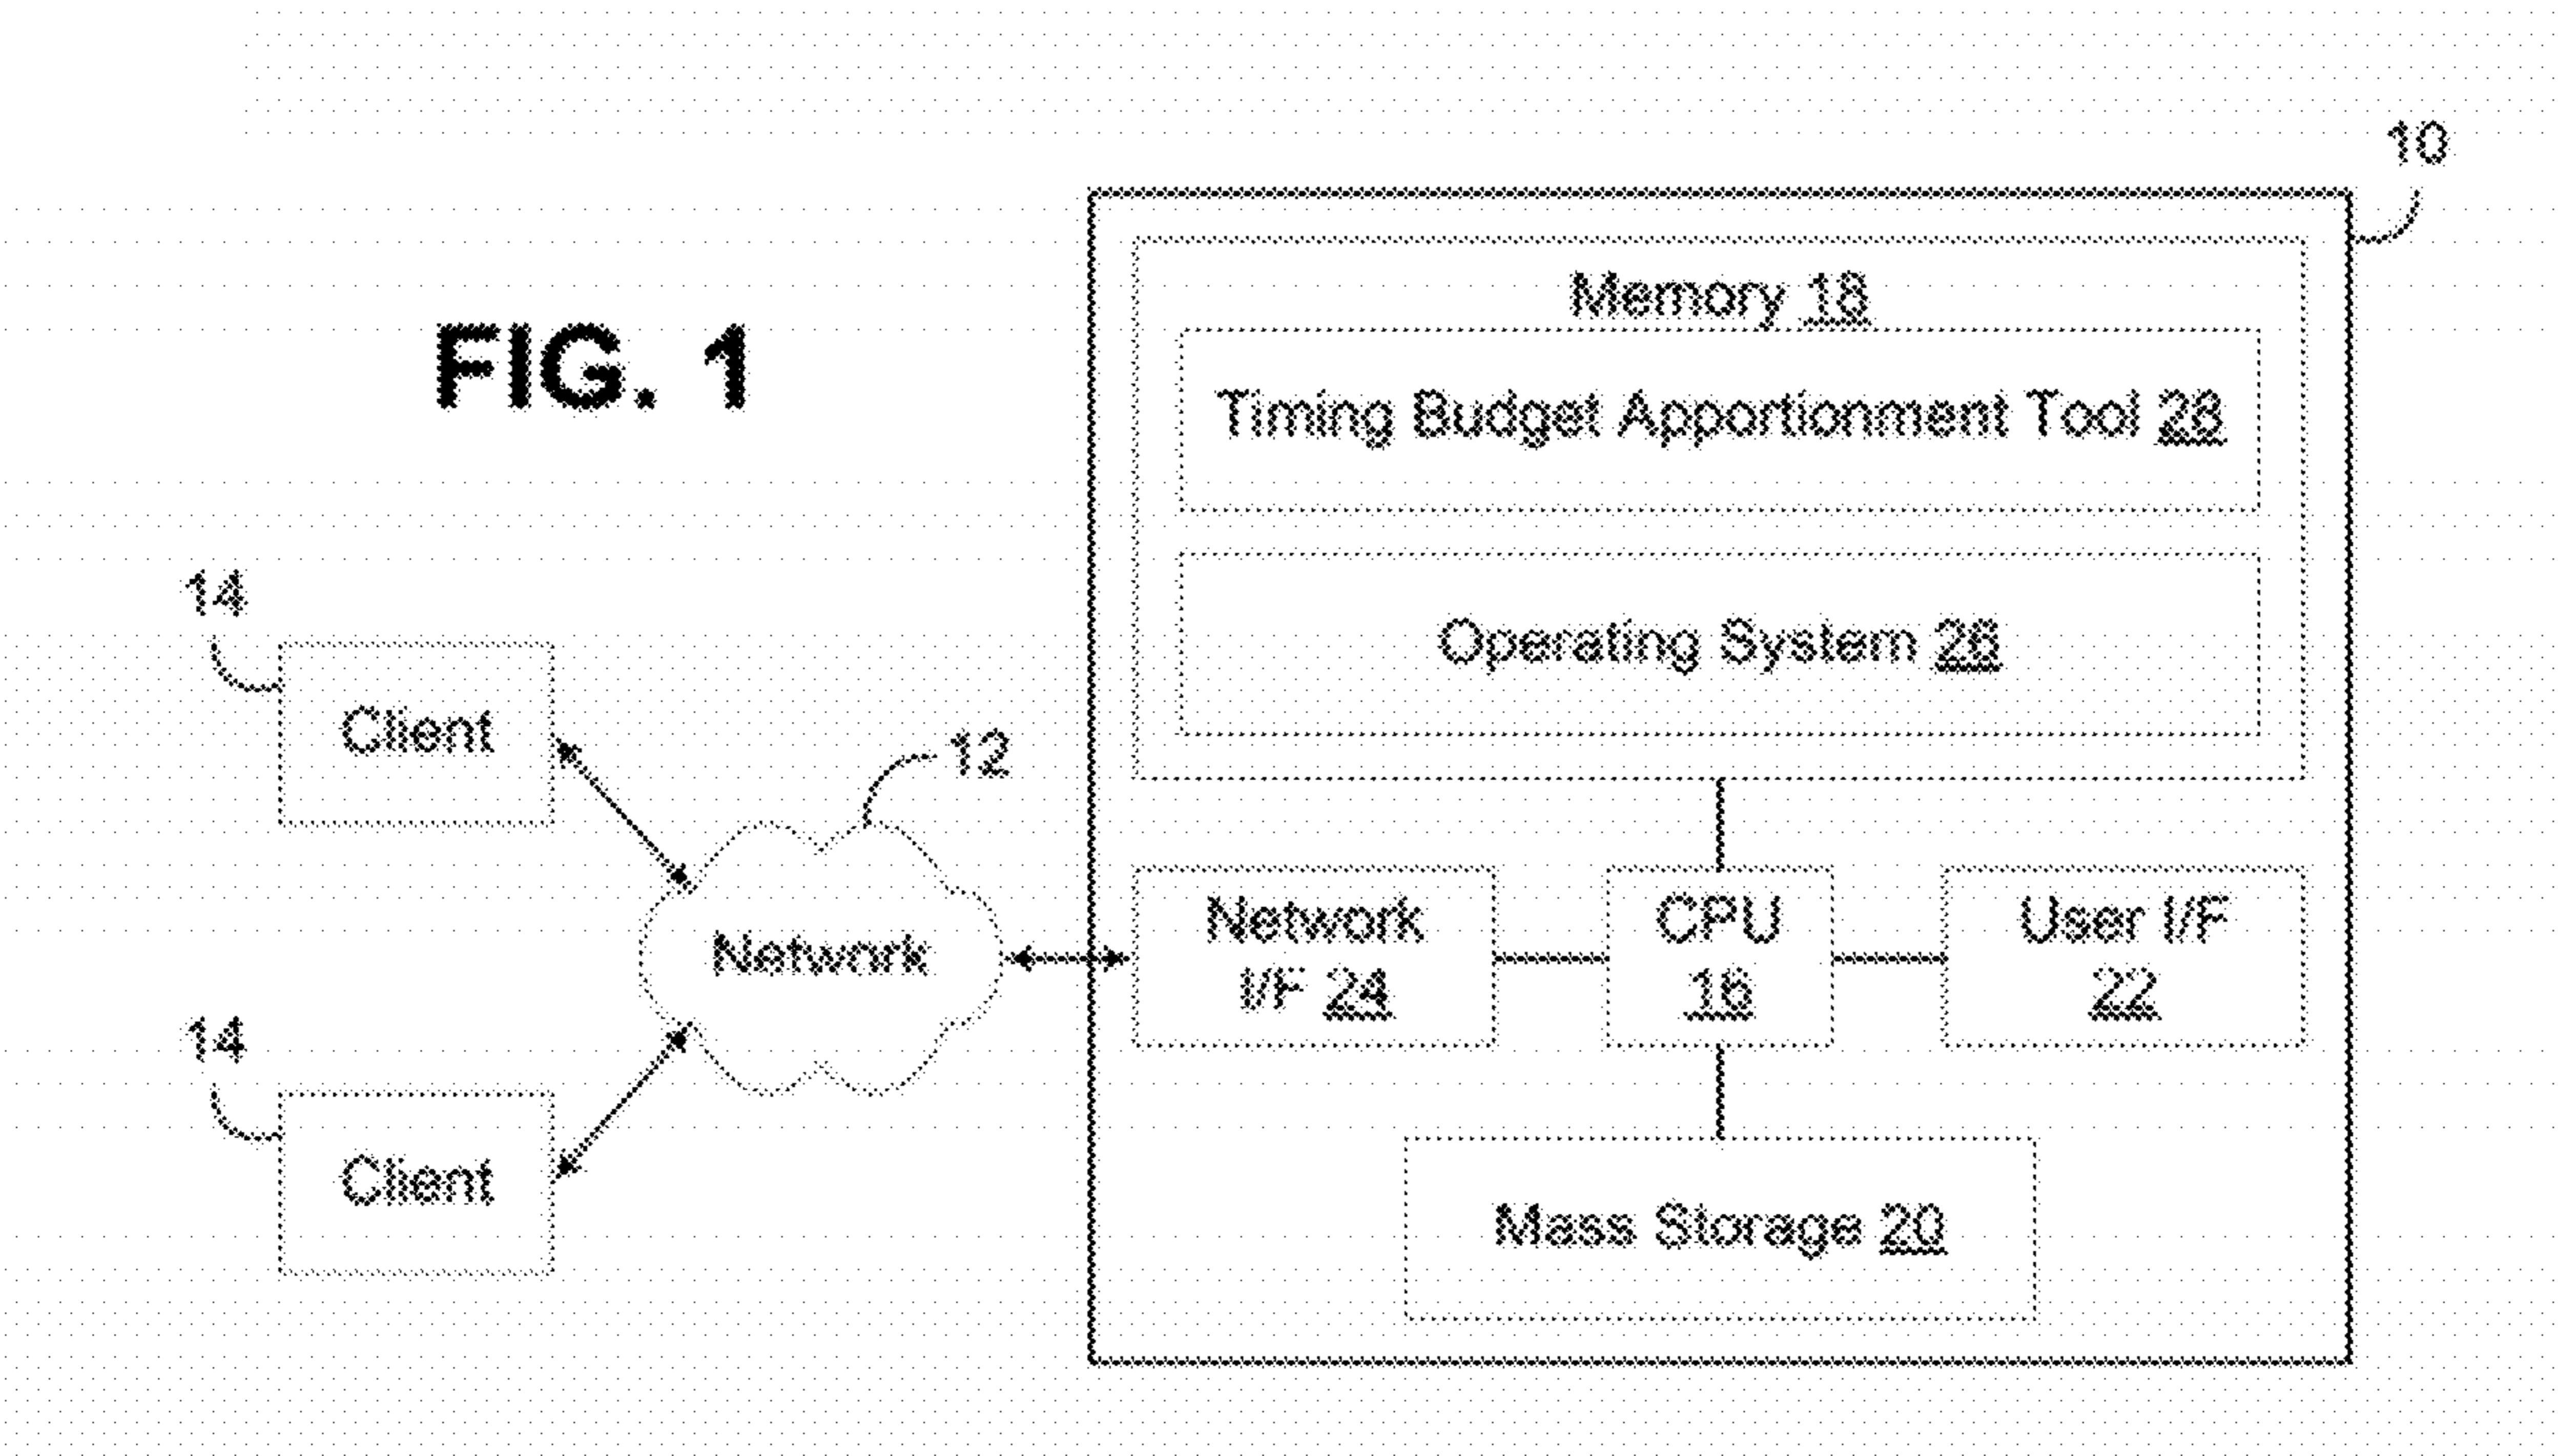 10
Memory 18
FIG. 1
Timing Budget Apportionment Tool 28
14
Operating System 26
Client
12
Network
Network
I/F 24
CPU
16
User I/F
22
14
Client
Mass Storage 20